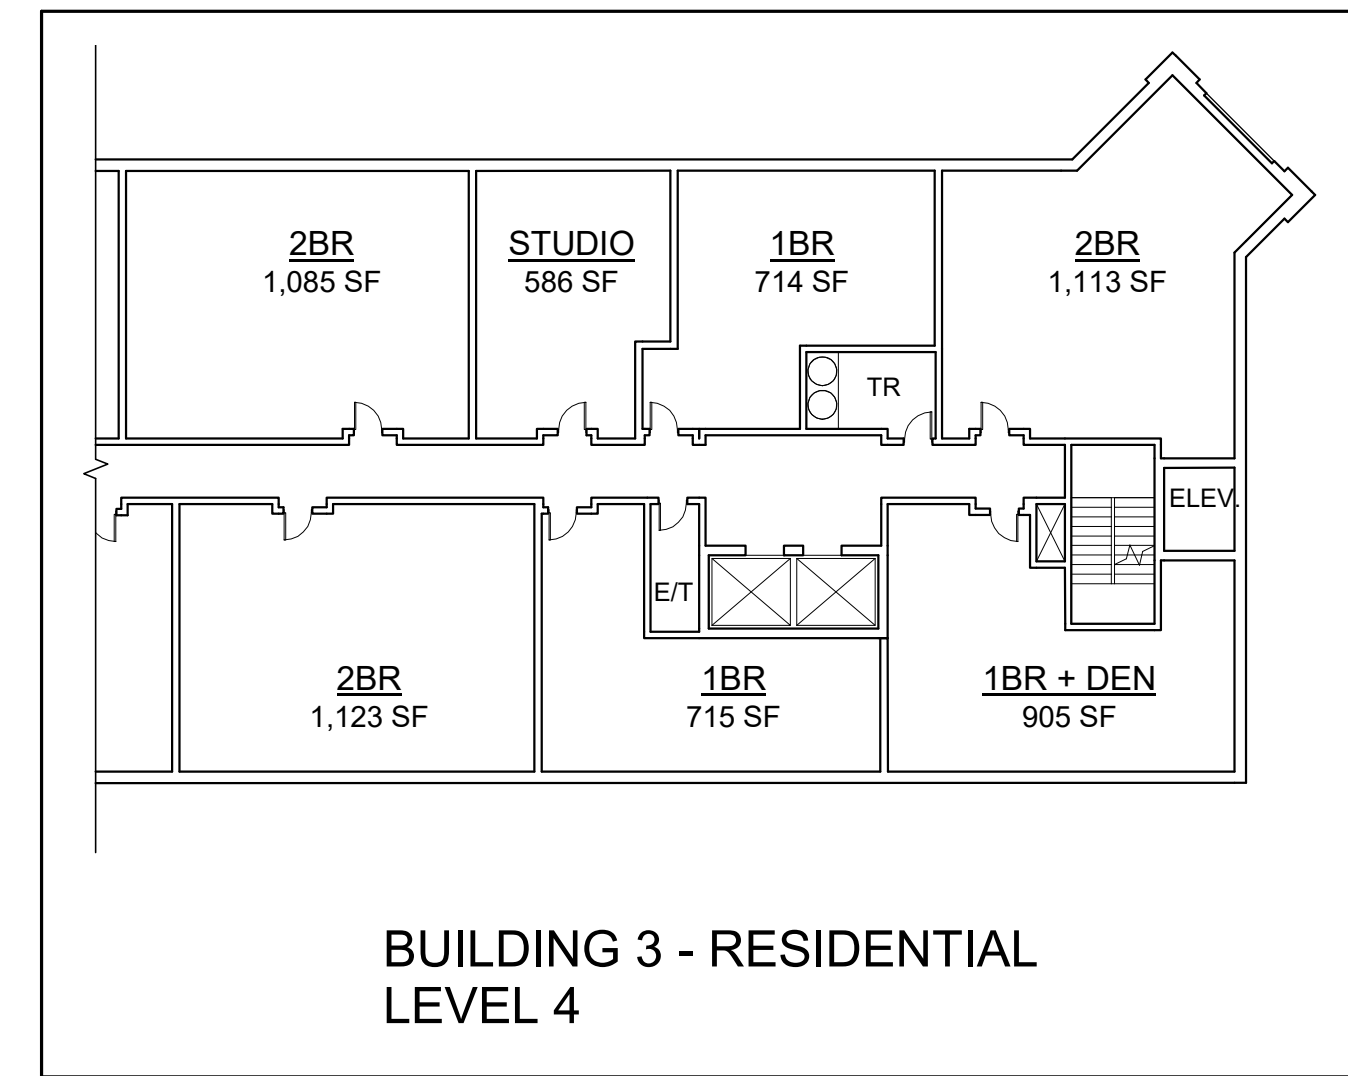 2BR
1,085 SF
STUDIO
586 SF
1BR
714 SF
2BR
1,113 SF
TR
ELEV.
E/T
2BR
1,123 SF
1BR
715 SF
1BR + DEN
905 SF
BUILDING 3 - RESIDENTIAL
LEVEL 4